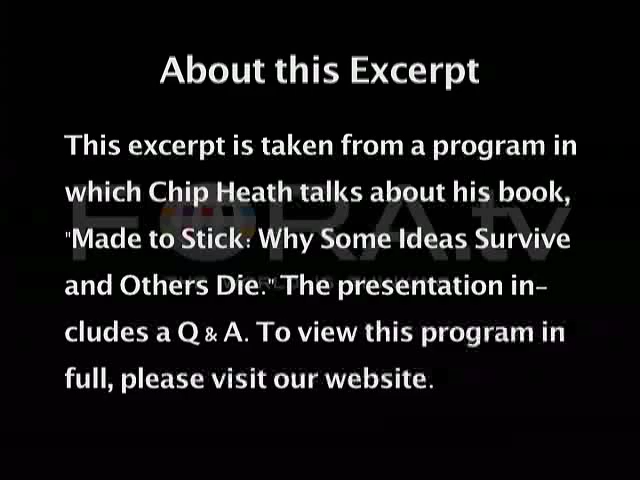 About this Excerpt
This excerpt is taken from a program in
which Chip Heath talks about his book,
"Made to Stick: Why Some Ideas Survive
and Others Die." The presentation in-
cludes a Q & A. To view this program in
full, please visit our website.
FORA.tv